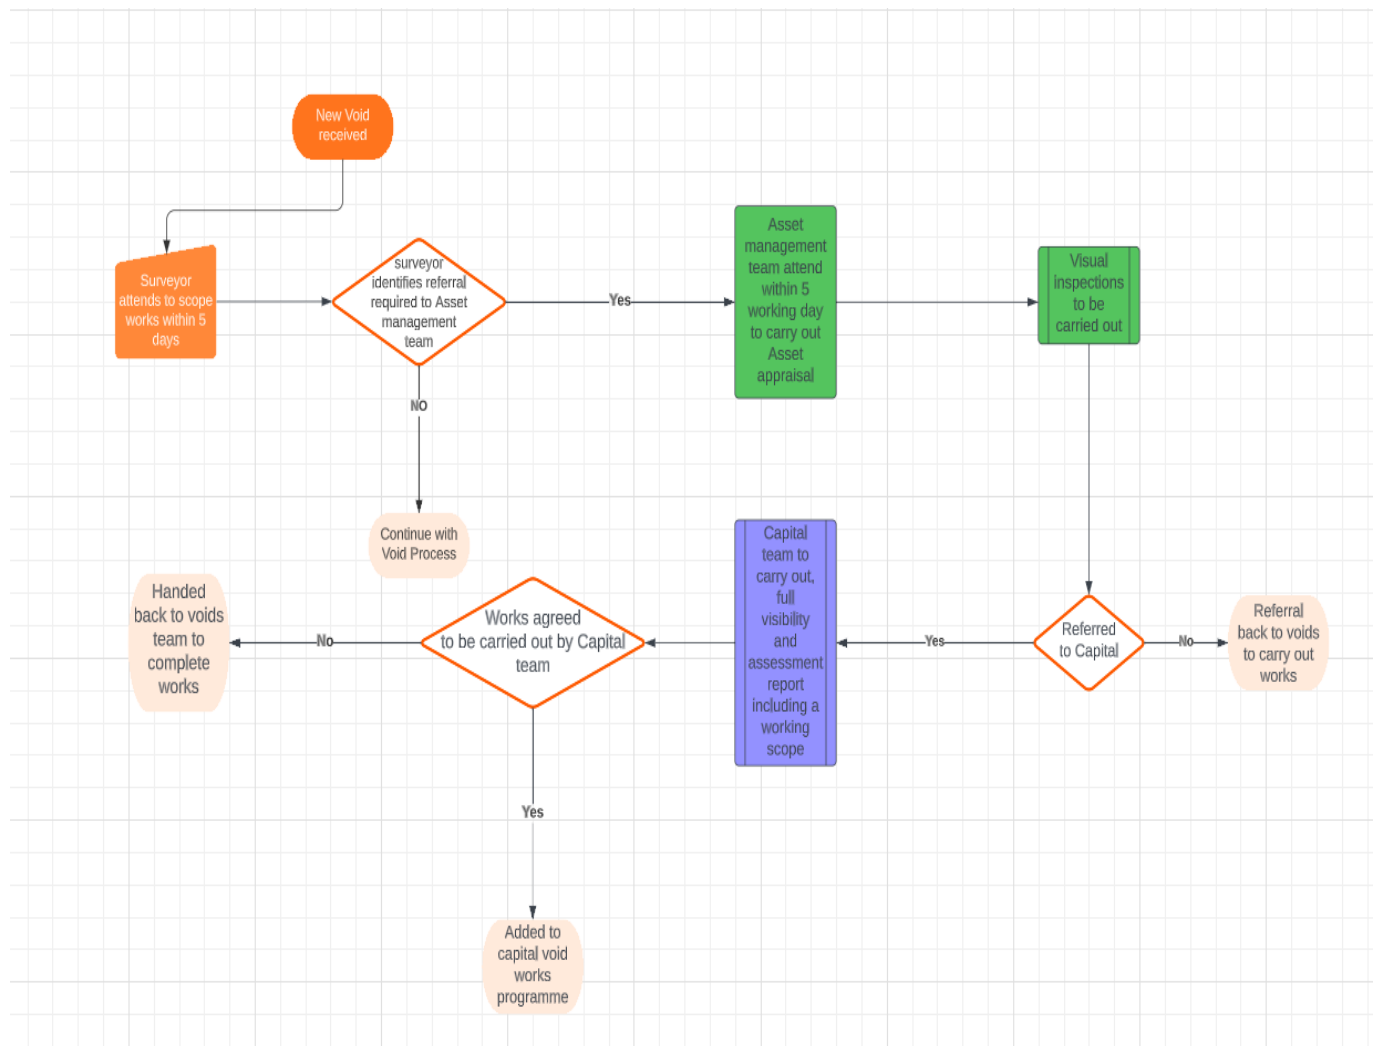 New Void
received
Surveyor
attends to scope
works within 5
days
surveyor
identifies referral
required to Asset
management
team
Yes
Asset
management
team attend
within 5
working day
to carry out
Asset
appraisal
Visual
inspections
to be
carried out
NO
Continue with
Void Process
Handed
back to voids
team to
complete
works
No
Works agreed
to be carried out by Capital
team
Capital
team to
carry out,
full
visibility
and
assessment
report
including a
working
scope
Yes
Referred
to Capital
No
Referral
back to voids
to carry out
works
Yes
Added to
capital void
works
programme